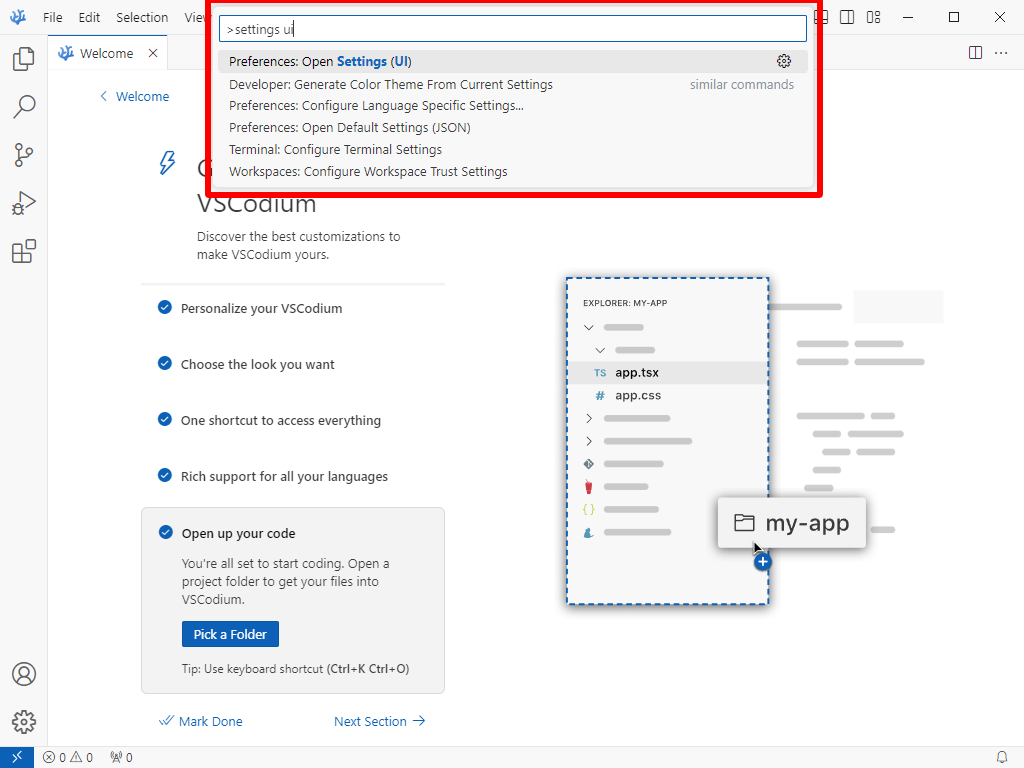 File Edit Selection View
>settings ui
Preferences: Open Settings (UI)
Developer: Generate Color Theme From Current Settings similar commands
Preferences: Configure Language Specific Settings...
Preferences: Open Default Settings (JSON)
Terminal: Configure Terminal Settings
Workspaces: Configure Workspace Trust Settings
Welcome
Welcome
VSCodium
Discover the best customizations to
make VSCodium yours.
Personalize your VSCodium
Choose the look you want
One shortcut to access everything
Rich support for all your languages
Open up your code
You're all set to start coding. Open a
project folder to get your files into
VSCodium.
Pick a Folder
Tip: Use keyboard shortcut (Ctrl+K Ctrl+O)
Mark Done Next Section
EXPLORER: MY-APP
TS app.tsx
# app.css
{ }
my-app
0 0 0